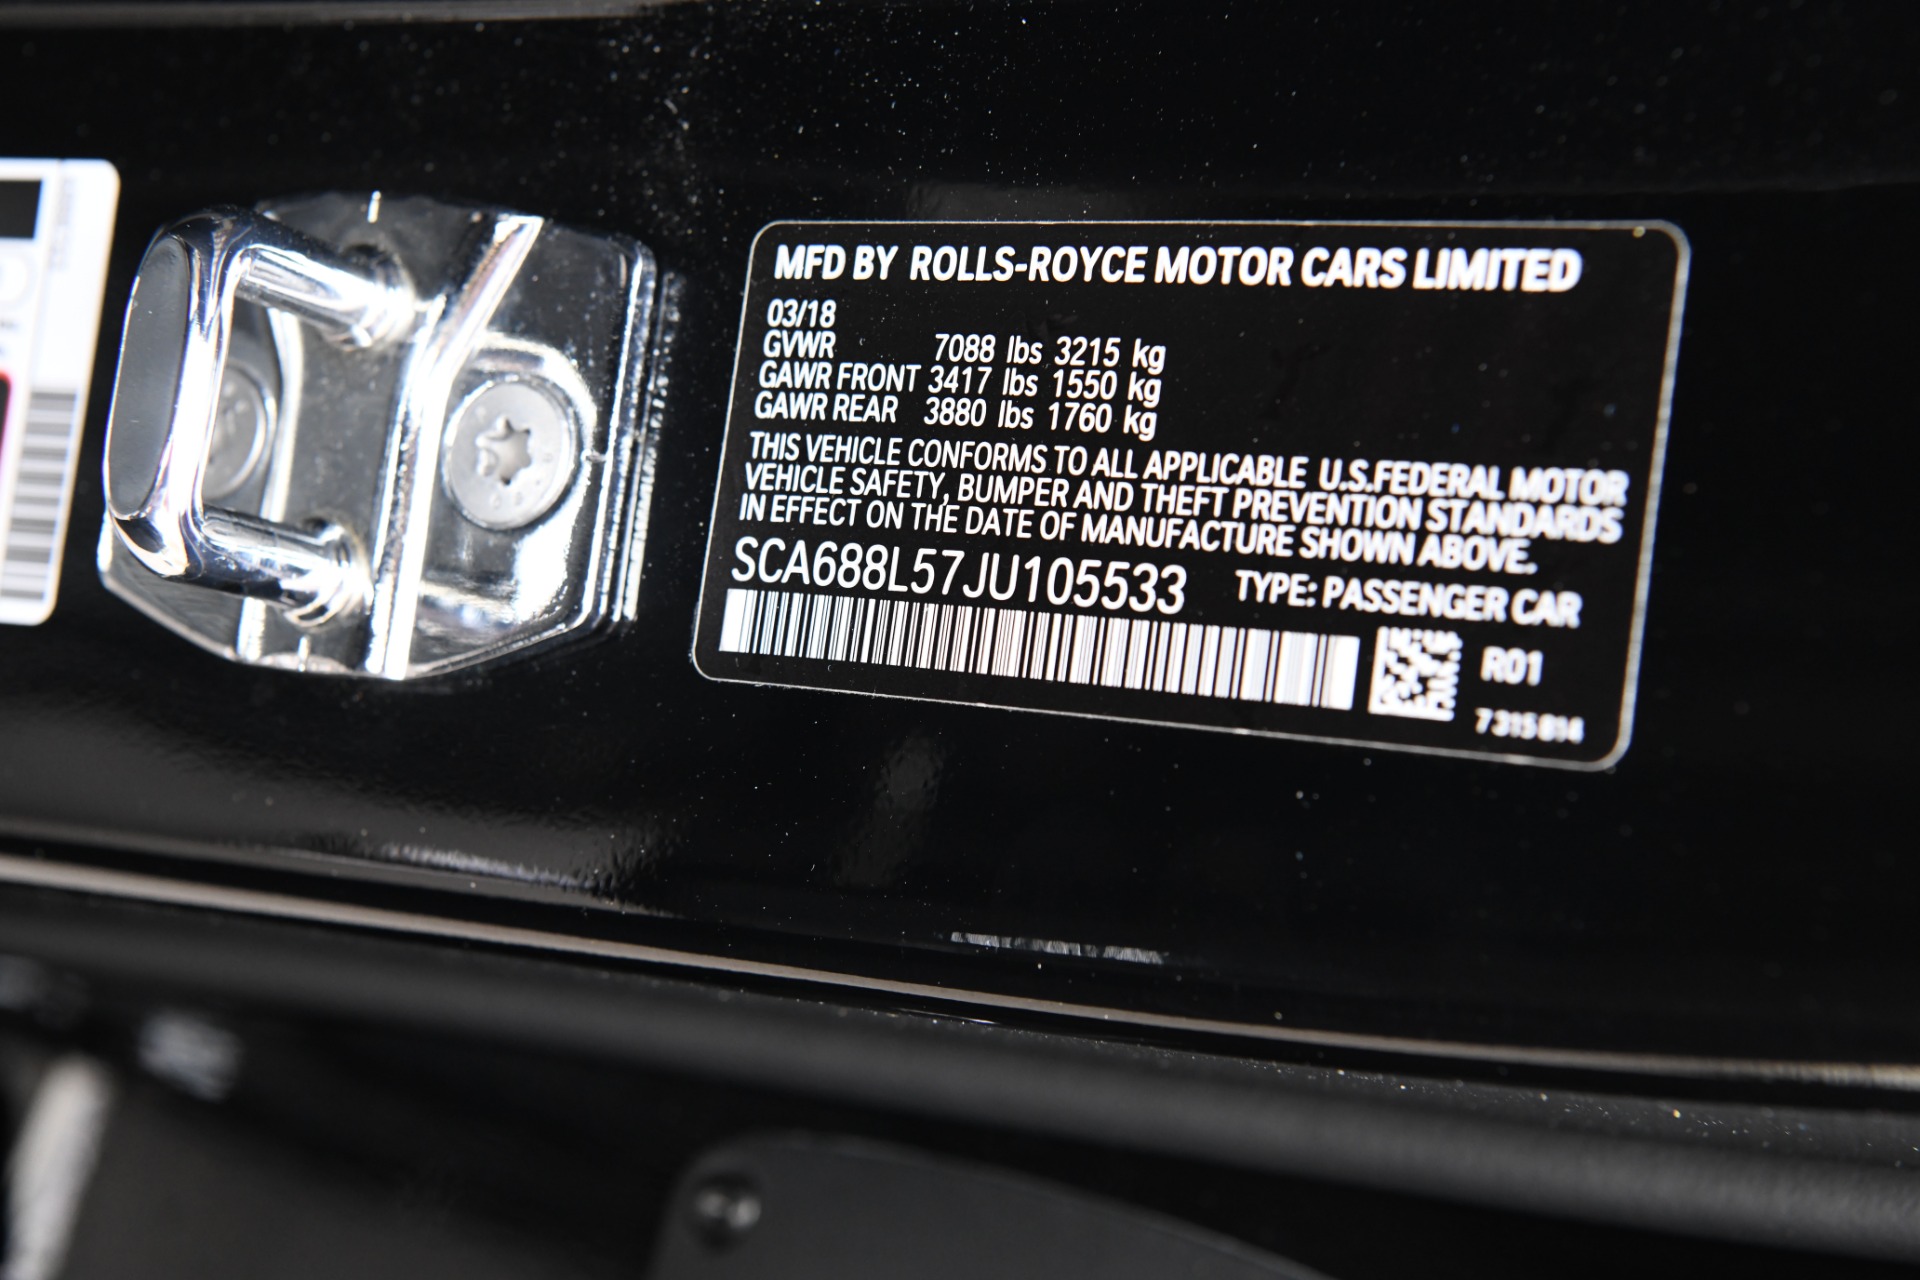 MFD BY ROLLS-ROYCE MOTOR CARS LIMITED
03/18
GVWR 7088 lbs 3215 kg
GAWR FRONT 3417 lbs 1550 kg
GAWR REAR 3880 lbs 1760 kg
THIS VEHICLE CONFORMS TO ALL APPLICABLE U.S.FEDERAL MOTOR
VEHICLE SAFETY, BUMPER AND THEFT PREVENTION STANDARDS
IN EFFECT ON THE DATE OF MANUFACTURE SHOWN ABOVE.
SCA688L57JU105533 TYPE: PASSENGER CAR
R01
7315814